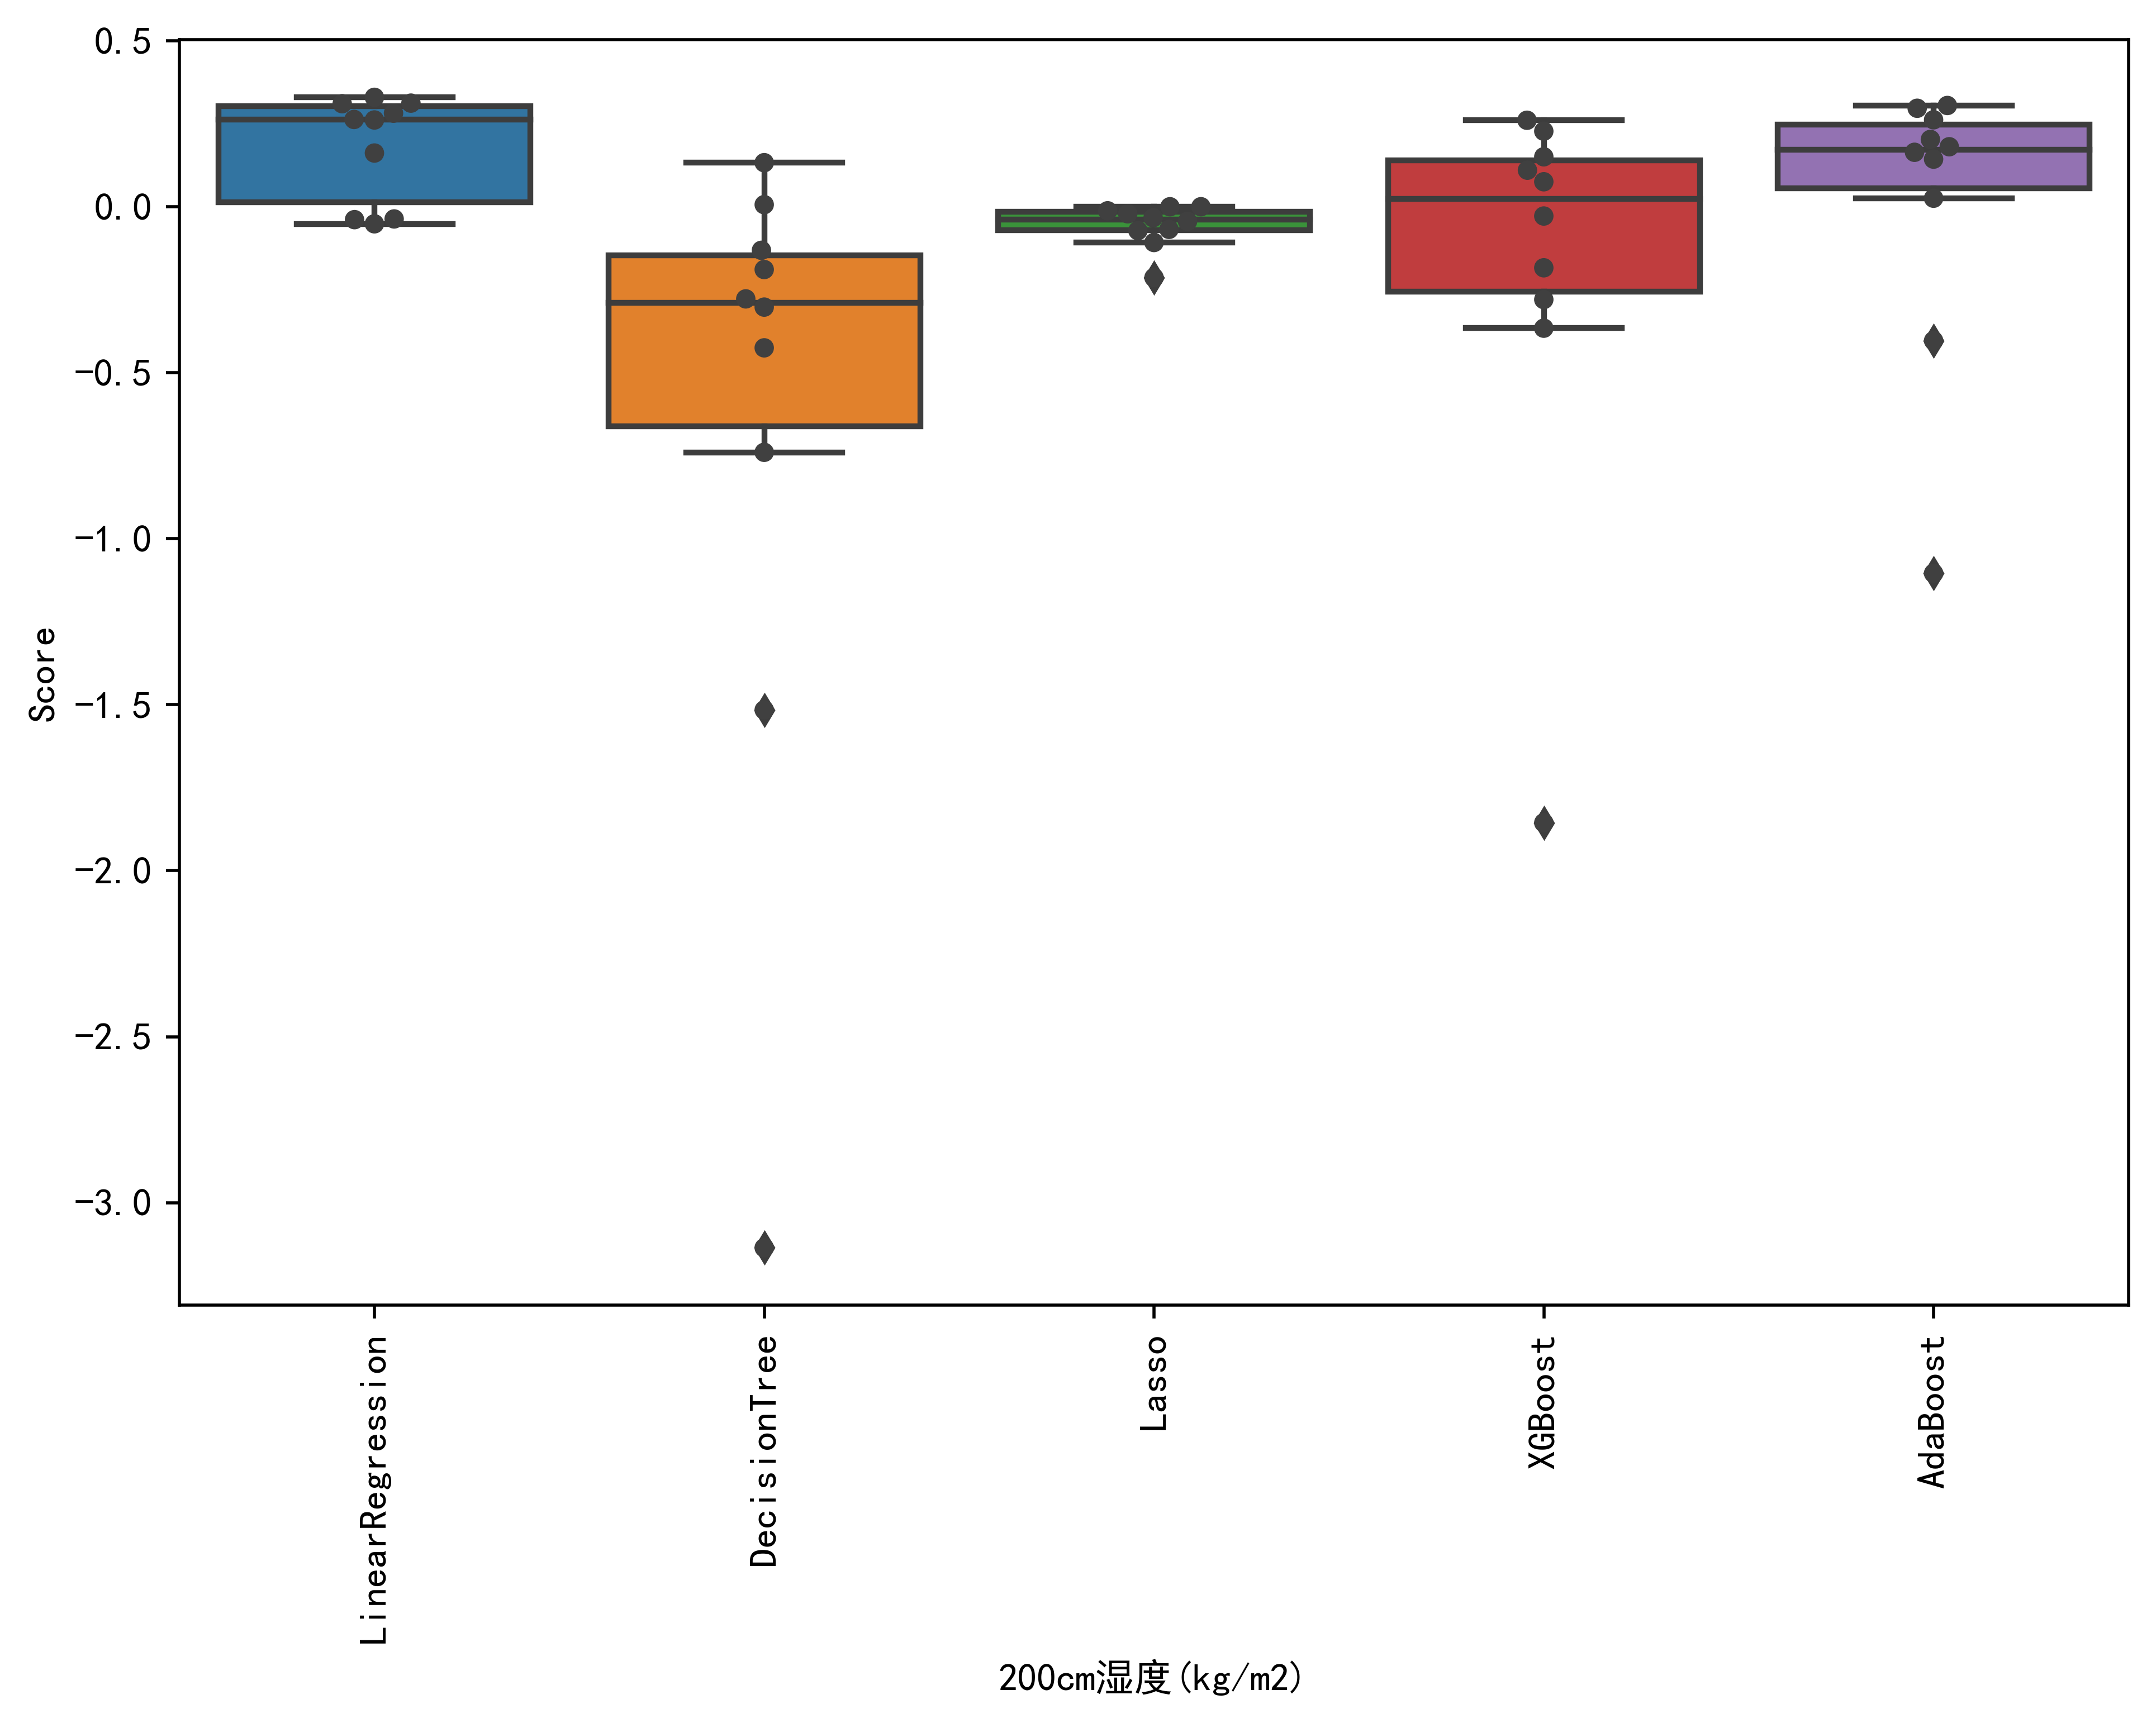 0.5
0.0
-0.5
-1.0
-1.5
-2.0
-2.5
-3.0
Score
LinearRegression
DecisionTree
Lasso
XGBoost
AdaBoost
200cm湿度(kg/m2)